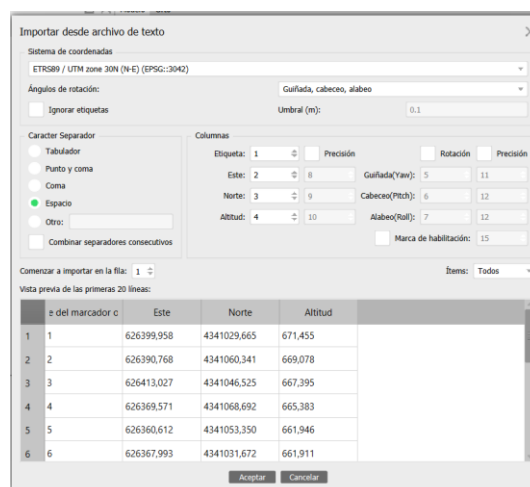 Importar desde archivo de texto
Sistema de coordenadas
ETRS89 / UTM zone 30N (N-E) (EPSG::3042)
Ángulos de rotación: Guiñada, cabeceo, alabeo
Ignorar etiquetas Umbral (m): 0.1
Caracter Separador Columnas
Tabulador Etiqueta: 1 Precisión Rotación Precisión
Punto y coma Este: 2 8 Guiñada(Yaw): 5 11
Coma Norte: 3 9 Cabeceo(Pitch): 6 12
Espacio Altitud: 4 10 Alabeo(Roll): 7 12
Otro: Marca de habilitación: 15
Combinar separadores consecutivos
Comenzar a importar en la fila: 1 Ítems: Todos
Vista previa de las primeras 20 líneas:
e del marcador o Este Norte Altitud
1 1 626399,958 4341029,665 671,455
2 2 626390,768 4341060,341 669,078
3 3 626413,027 4341046,525 667,395
4 4 626369,571 4341068,692 665,383
5 5 626360,612 4341053,350 661,946
6 6 626367,993 4341031,672 661,911
Aceptar Cancelar